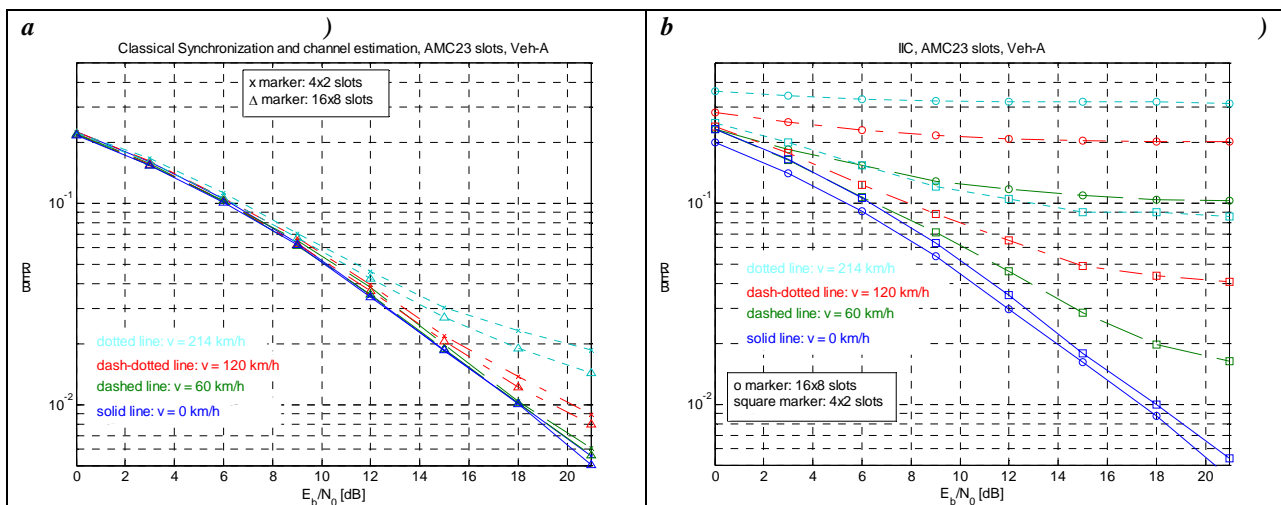 a )
Classical Synchronization and channel estimation, AMC23 slots, Veh-A
x marker: 4x2 slots
Δ marker: 16x8 slots
10^-1
BER
dotted line: v = 214 km/h
dash-dotted line: v = 120 km/h
dashed line: v = 60 km/h
solid line: v = 0 km/h
10^-2
0 2 4 6 8 10 12 14 16 18 20
E_b/N_0 [dB]
b )
IIC, AMC23 slots, Veh-A
10^-1
BER
dotted line: v = 214 km/h
dash-dotted line: v = 120 km/h
dashed line: v = 60 km/h
solid line: v = 0 km/h
o marker: 16x8 slots
square marker: 4x2 slots
10^-2
0 2 4 6 8 10 12 14 16 18 20
E_b/N_0 [dB]